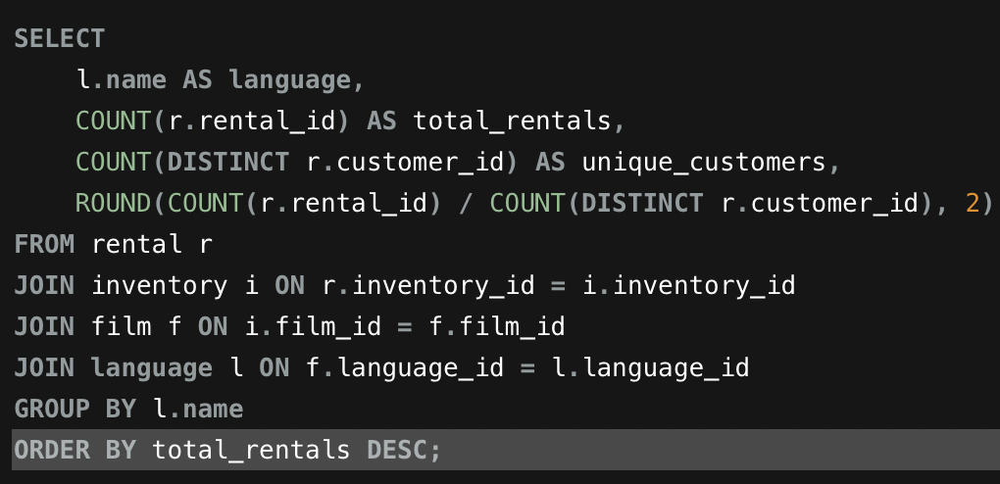 SELECT
    l.name AS language,
    COUNT(r.rental_id) AS total_rentals,
    COUNT(DISTINCT r.customer_id) AS unique_customers,
    ROUND(COUNT(r.rental_id) / COUNT(DISTINCT r.customer_id), 2)
FROM rental r
JOIN inventory i ON r.inventory_id = i.inventory_id
JOIN film f ON i.film_id = f.film_id
JOIN language l ON f.language_id = l.language_id
GROUP BY l.name
ORDER BY total_rentals DESC;